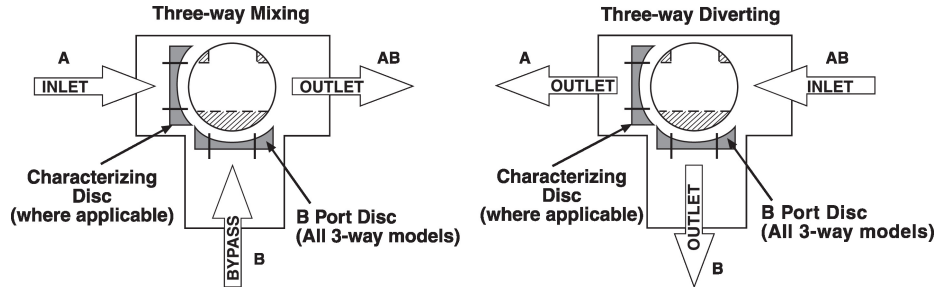 Three-way Mixing
A
INLET
AB
OUTLET
Characterizing
Disc
(where applicable)
BYPASS
B
B Port Disc
(All 3-way models)
Three-way Diverting
A
OUTLET
AB
INLET
Characterizing
Disc
(where applicable)
OUTLET
B
B Port Disc
(All 3-way models)